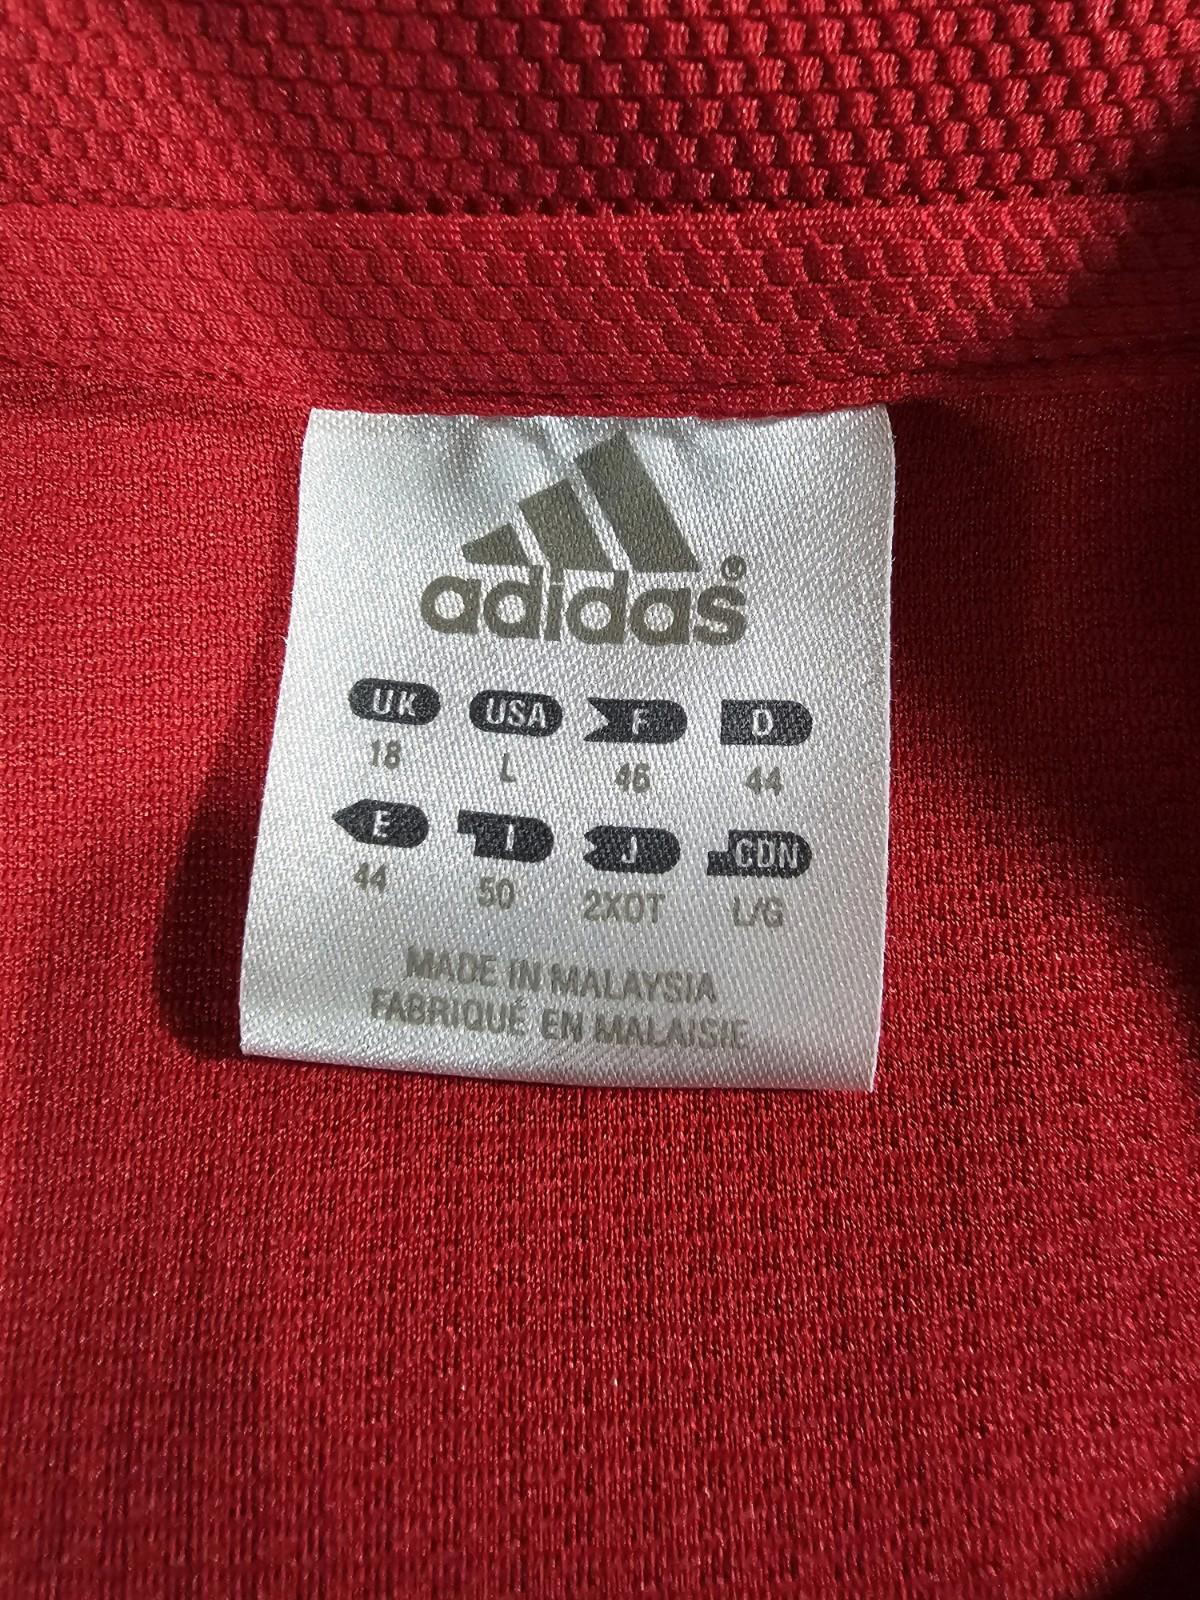 adidas®
UK USA F D
18 L 46 44
E I J CDN
44 50 2XOT L/G
MADE IN MALAYSIA
FABRIQUÉ EN MALAISIE